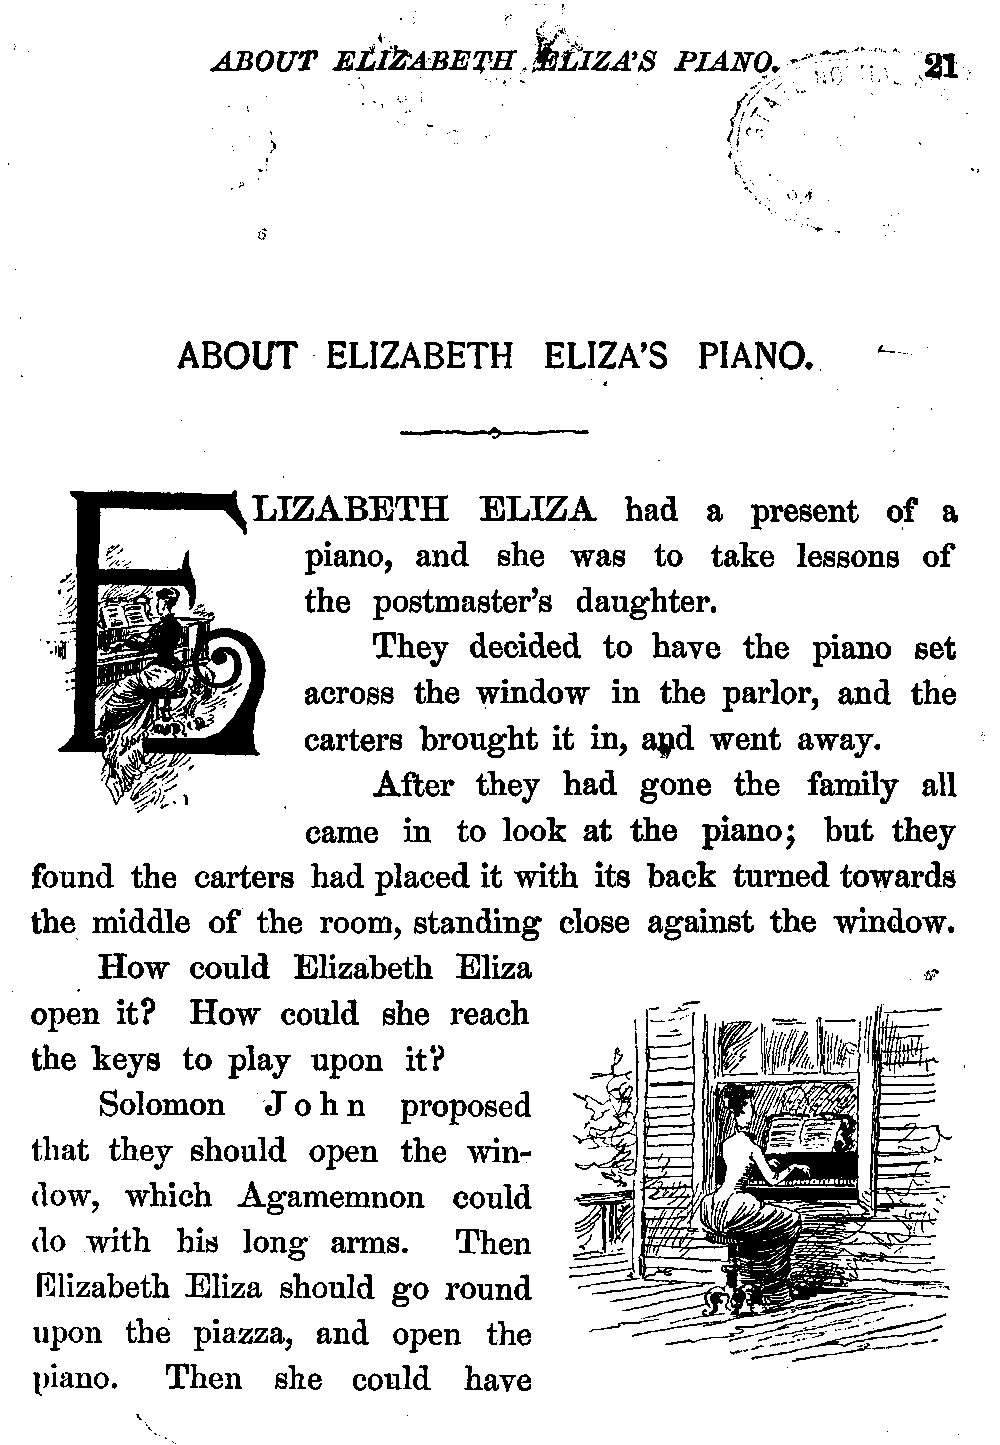 ABOUT ELIZABETH ELIZA'S PIANO. 21
ABOUT ELIZABETH ELIZA'S PIANO.
ELIZABETH ELIZA had a present of a
piano, and she was to take lessons of
the postmaster's daughter.
They decided to have the piano set
across the window in the parlor, and the
carters brought it in, and went away.
After they had gone the family all
came in to look at the piano; but they
found the carters had placed it with its back turned towards
the middle of the room, standing close against the window.
How could Elizabeth Eliza
open it? How could she reach
the keys to play upon it?
Solomon John proposed
that they should open the win-
dow, which Agamemnon could
do with his long arms. Then
Elizabeth Eliza should go round
upon the piazza, and open the
piano. Then she could have